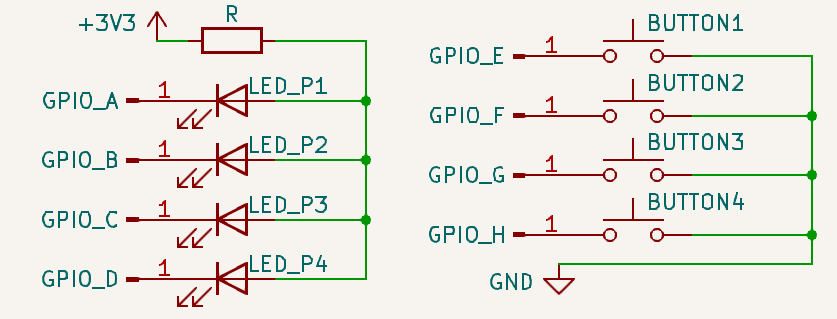 +3V3
R
GPIO_A 1 LED_P1
GPIO_B 1 LED_P2
GPIO_C 1 LED_P3
GPIO_D 1 LED_P4
GPIO_E 1 BUTTON1
GPIO_F 1 BUTTON2
GPIO_G 1 BUTTON3
GPIO_H 1 BUTTON4
GND